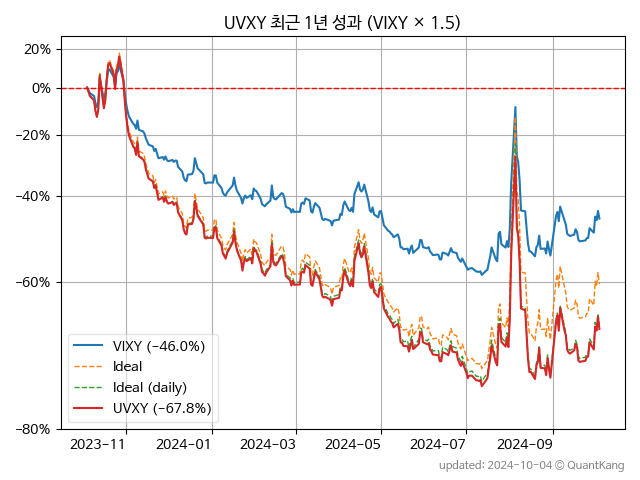 UVXY 최근 1년 성과 (VIXY × 1.5)
20%
0%
−20%
−40%
−60%
−80%
VIXY (−46.0%)
Ideal
Ideal (daily)
UVXY (−67.8%)
2023−11
2024−01
2024−03
2024−05
2024−07
2024−09
updated: 2024-10-04 © QuantKang